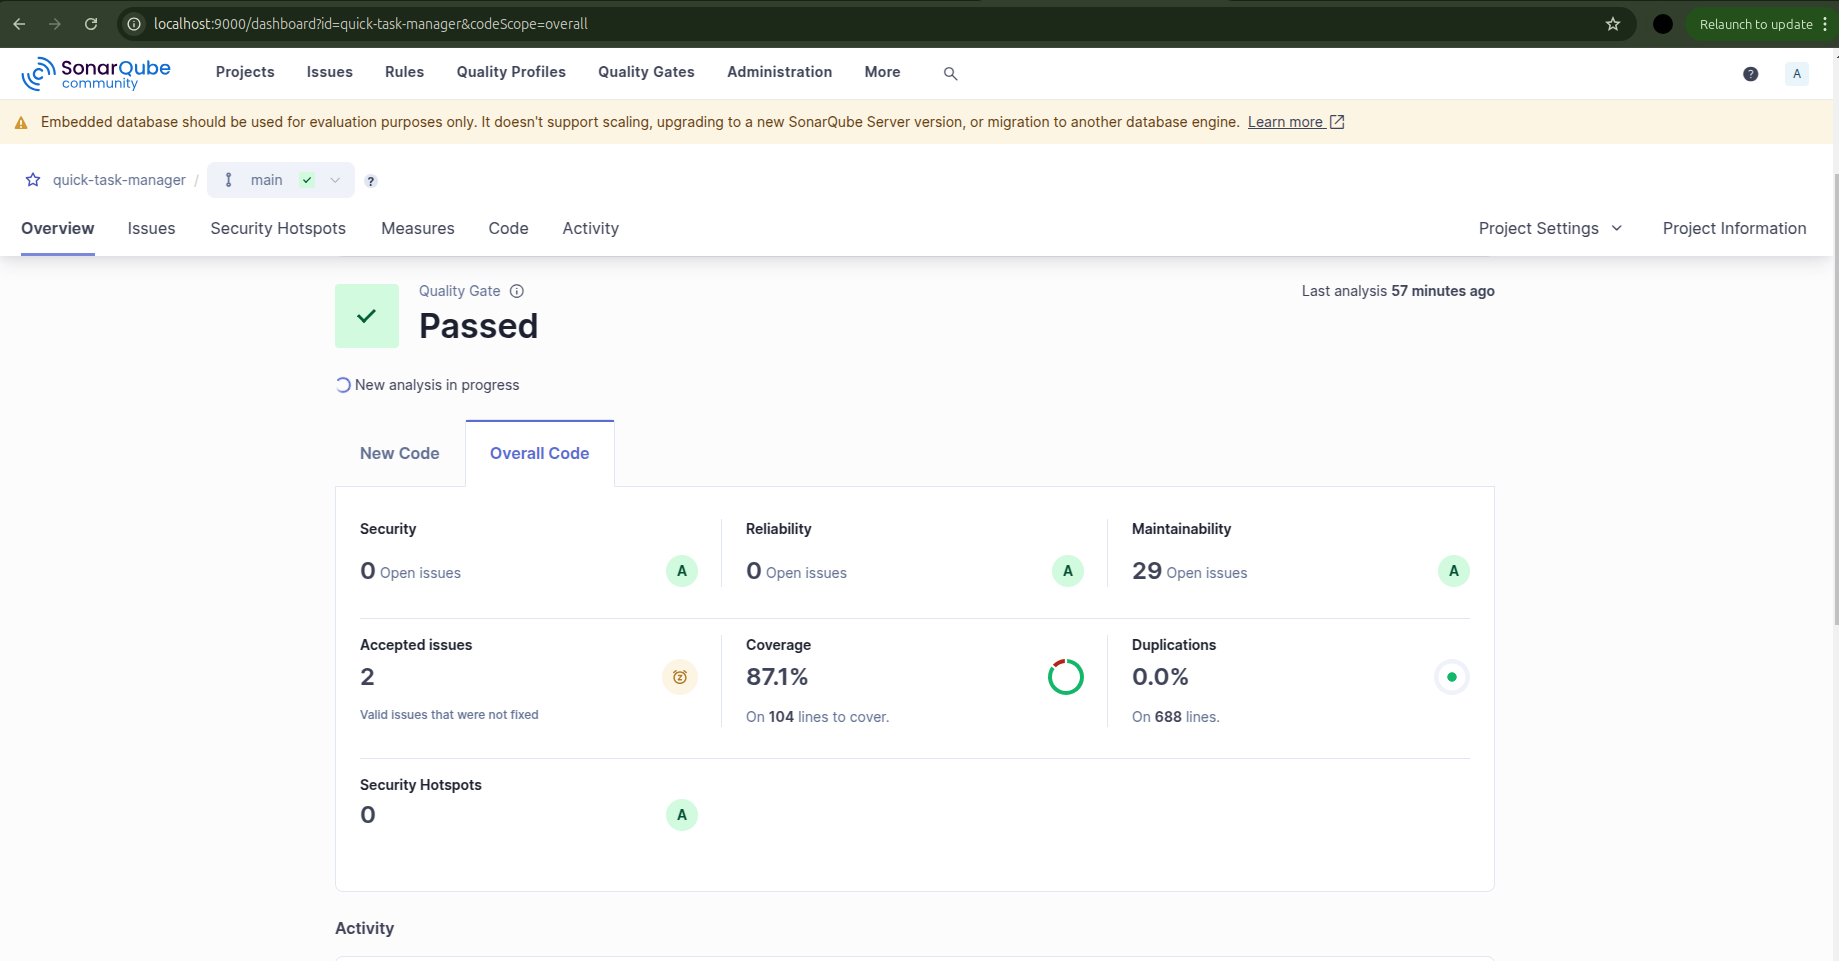 localhost:9000/dashboard?id=quick-task-manager&codeScope=overall
Relaunch to update
SonarQube
community
Projects Issues Rules Quality Profiles Quality Gates Administration More
? A
Embedded database should be used for evaluation purposes only. It doesn't support scaling, upgrading to a new SonarQube Server version, or migration to another database engine. Learn more
quick-task-manager / main ?
Overview Issues Security Hotspots Measures Code Activity Project Settings Project Information
Quality Gate Last analysis 57 minutes ago
Passed
New analysis in progress
New Code Overall Code
Security Reliability Maintainability
0 Open issues A 0 Open issues A 29 Open issues A
Accepted issues Coverage Duplications
2 87.1% 0.0%
Valid issues that were not fixed On 104 lines to cover. On 688 lines.
Security Hotspots
0 A
Activity